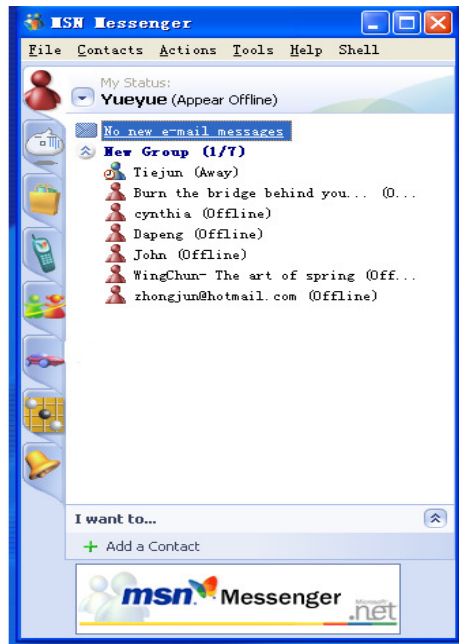 MSN Messenger
File Contacts Actions Tools Help Shell
My Status:
Yueyue (Appear Offline)
No new e-mail messages
New Group (1/7)
Tiejun (Away)
Burn the bridge behind you... (O...
cynthia (Offline)
Dapeng (Offline)
John (Offline)
WingChun- The art of spring (Off...
zhongjun@hotmail.com (Offline)
I want to...
+ Add a Contact
msn Messenger
Microsoft
.net